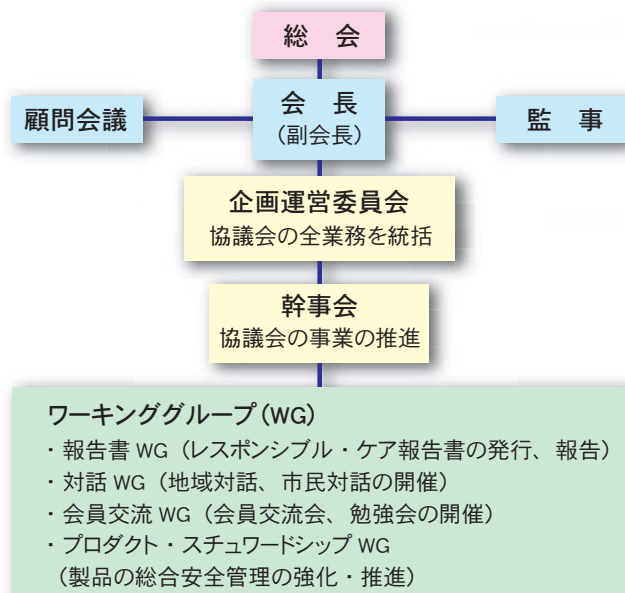 総　会
顧問会議
会　長
（副会長）
監　事
企画運営委員会
協議会の全業務を統括
幹事会
協議会の事業の推進
ワーキンググループ（WG）
・報告書 WG（レスポンシブル・ケア報告書の発行、報告）
・対話 WG（地域対話、市民対話の開催）
・会員交流 WG（会員交流会、勉強会の開催）
・プロダクト・スチュワードシップ WG
（製品の総合安全管理の強化・推進）